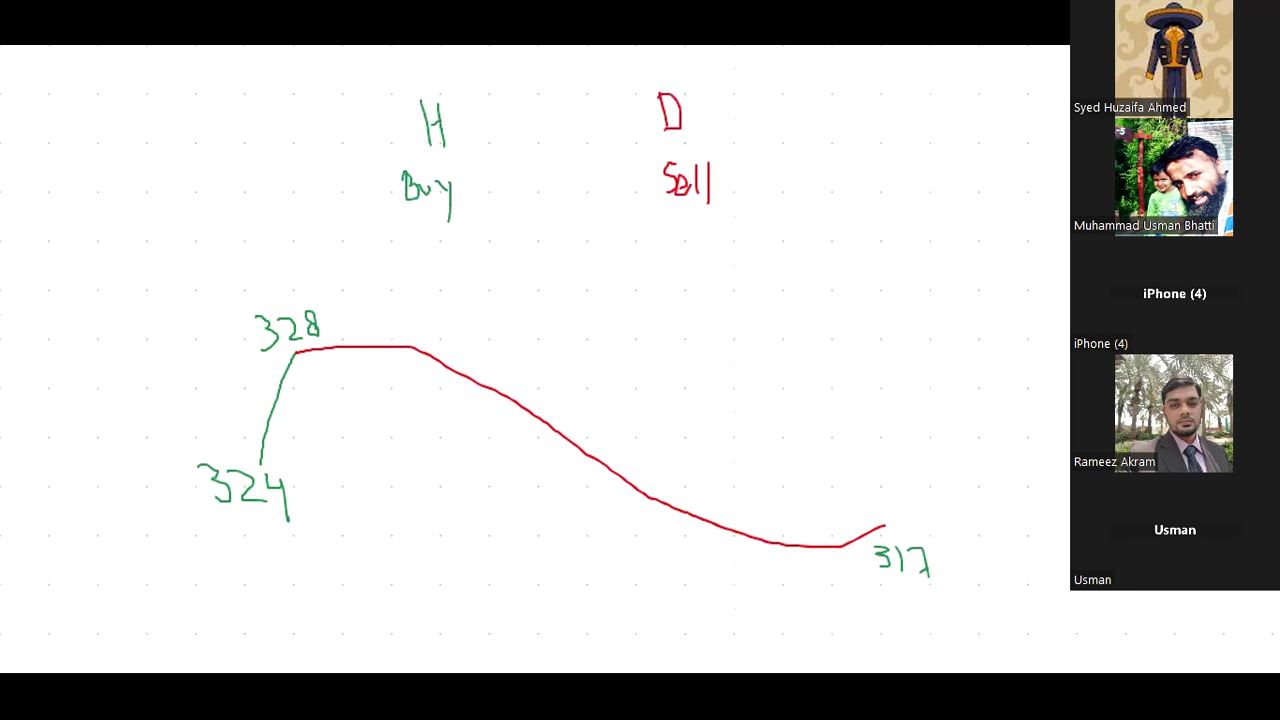 H
D
Buy
Sell
328
324
317
Syed Huzaifa Ahmed
Muhammad Usman Bhatti
iPhone (4)
iPhone (4)
Rameez Akram
Usman
Usman